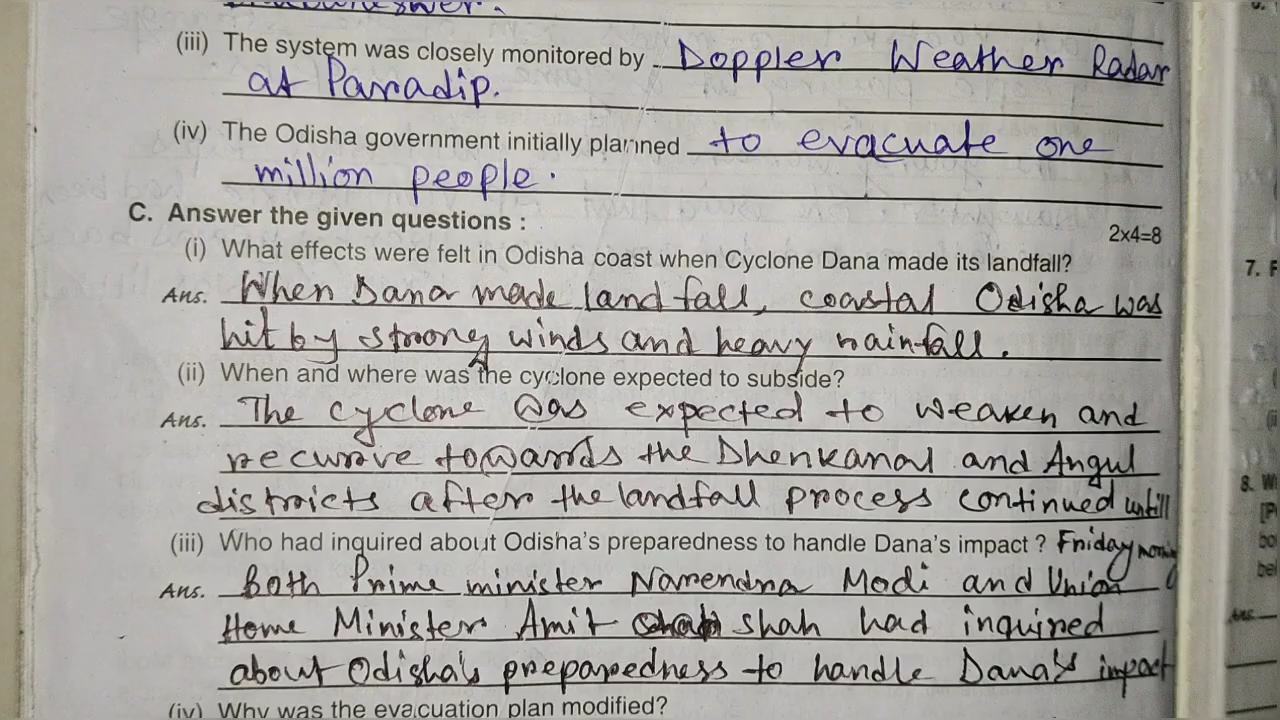 (iii) The system was closely monitored by Doppler Weather Radar
at Paradip.
(iv) The Odisha government initially planned to evacuate one
million people.
C. Answer the given questions :
2x4=8
(i) What effects were felt in Odisha coast when Cyclone Dana made its landfall?
Ans. When Dana made landfall, coastal Odisha was
hit by strong winds and heavy rainfall.
(ii) When and where was the cyclone expected to subside?
Ans. The cyclone was expected to weaken and
recurve towards the Dhenkanal and Angul
districts after the landfall process continued untill
(iii) Who had inquired about Odisha's preparedness to handle Dana's impact ? Friday morning
Ans. Both Prime minister Narendra Modi and Union
Home Minister Amit shah had inquired
about Odisha's preparedness to handle Dana's impact
(iv) Why was the evacuation plan modified?
7. F
8. W